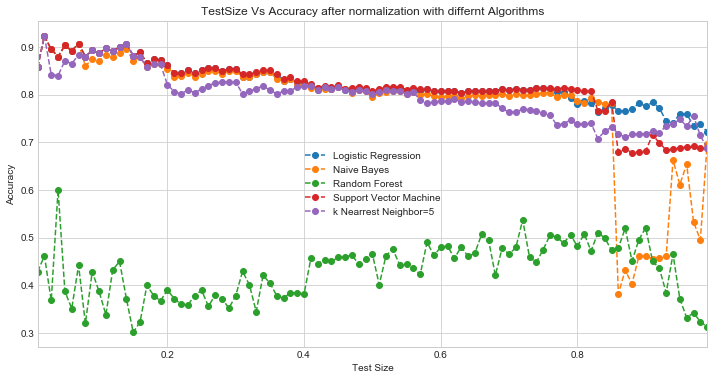 TestSize Vs Accuracy after normalization with differnt Algorithms
0.9
0.8
0.7
0.6
0.5
0.4
0.3
Accuracy
Logistic Regression
Naive Bayes
Random Forest
Support Vector Machine
k Nearrest Neighbor=5
0.2
0.4
0.6
0.8
Test Size